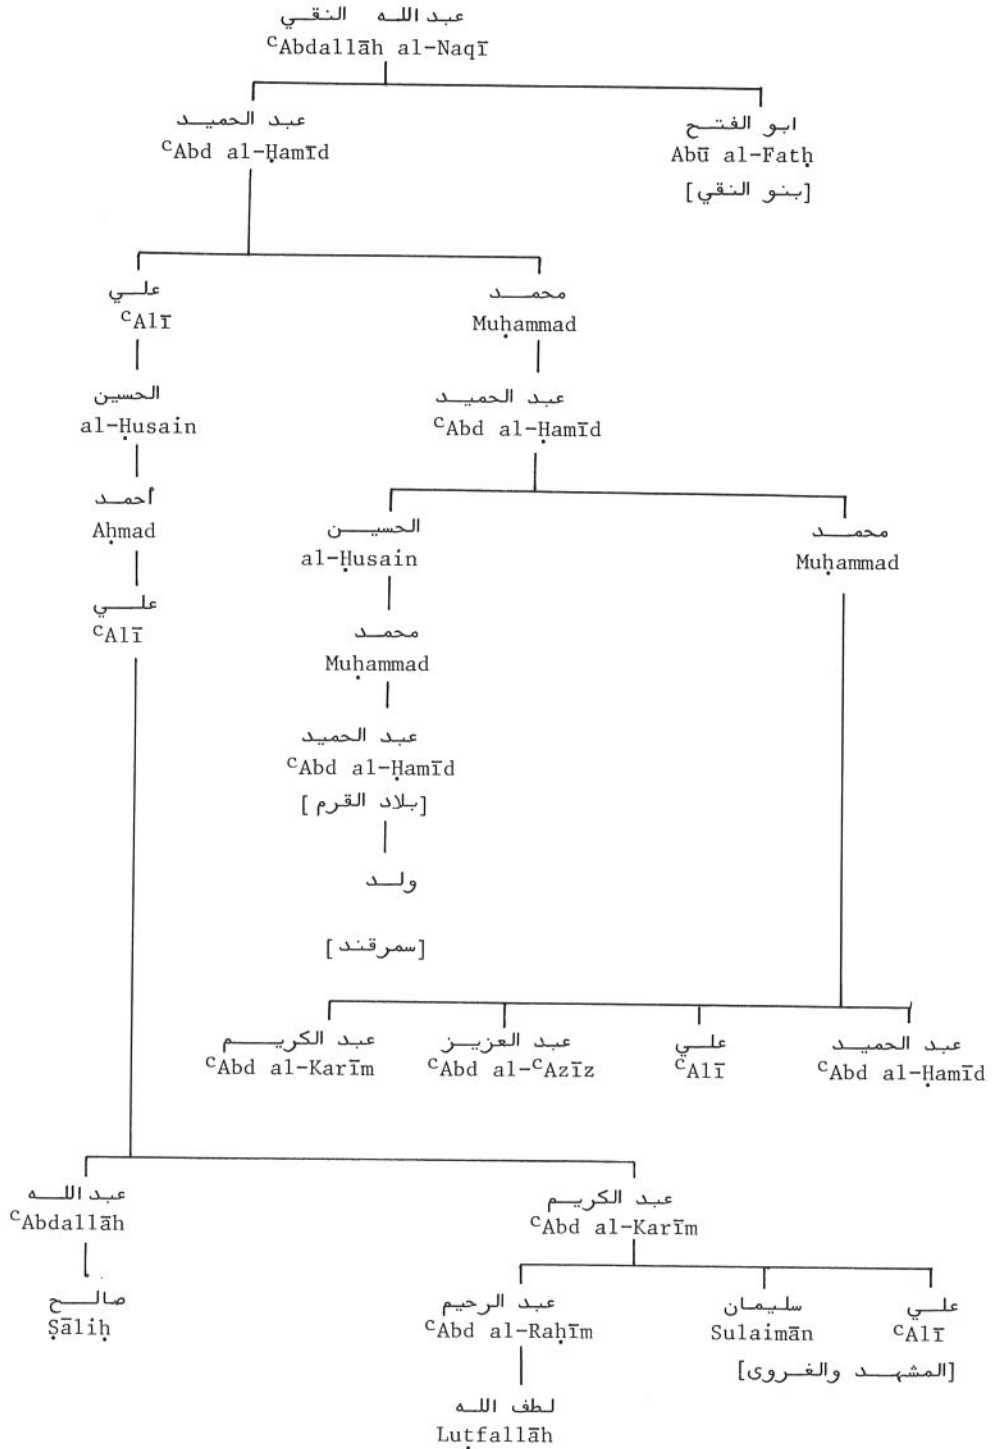 عبد الله النقي
ᶜAbdallāh al-Naqī
عبد الحميد
ᶜAbd al-Ḥamīd
ابو الفتح
Abū al-Fatḥ
[بنو النقي]
علي
ᶜAlī
محمد
Muḥammad
الحسين
al-Ḥusain
عبد الحميد
ᶜAbd al-Ḥamīd
أحمد
Aḥmad
الحسين
al-Ḥusain
محمد
Muḥammad
علي
ᶜAlī
محمد
Muḥammad
عبد الحميد
ᶜAbd al-Ḥamīd
[بلاد القرم]
ولد
[سمرقند]
عبد الكريم
ᶜAbd al-Karīm
عبد العزيز
ᶜAbd al-ᶜAzīz
علي
ᶜAlī
عبد الحميد
ᶜAbd al-Ḥamīd
عبد الله
ᶜAbdallāh
عبد الكريم
ᶜAbd al-Karīm
صالح
Ṣāliḥ
عبد الرحيم
ᶜAbd al-Raḥīm
سليمان
Sulaimān
علي
ᶜAlī
[المشهد والغروى]
لطف الله
Luṭfallāh